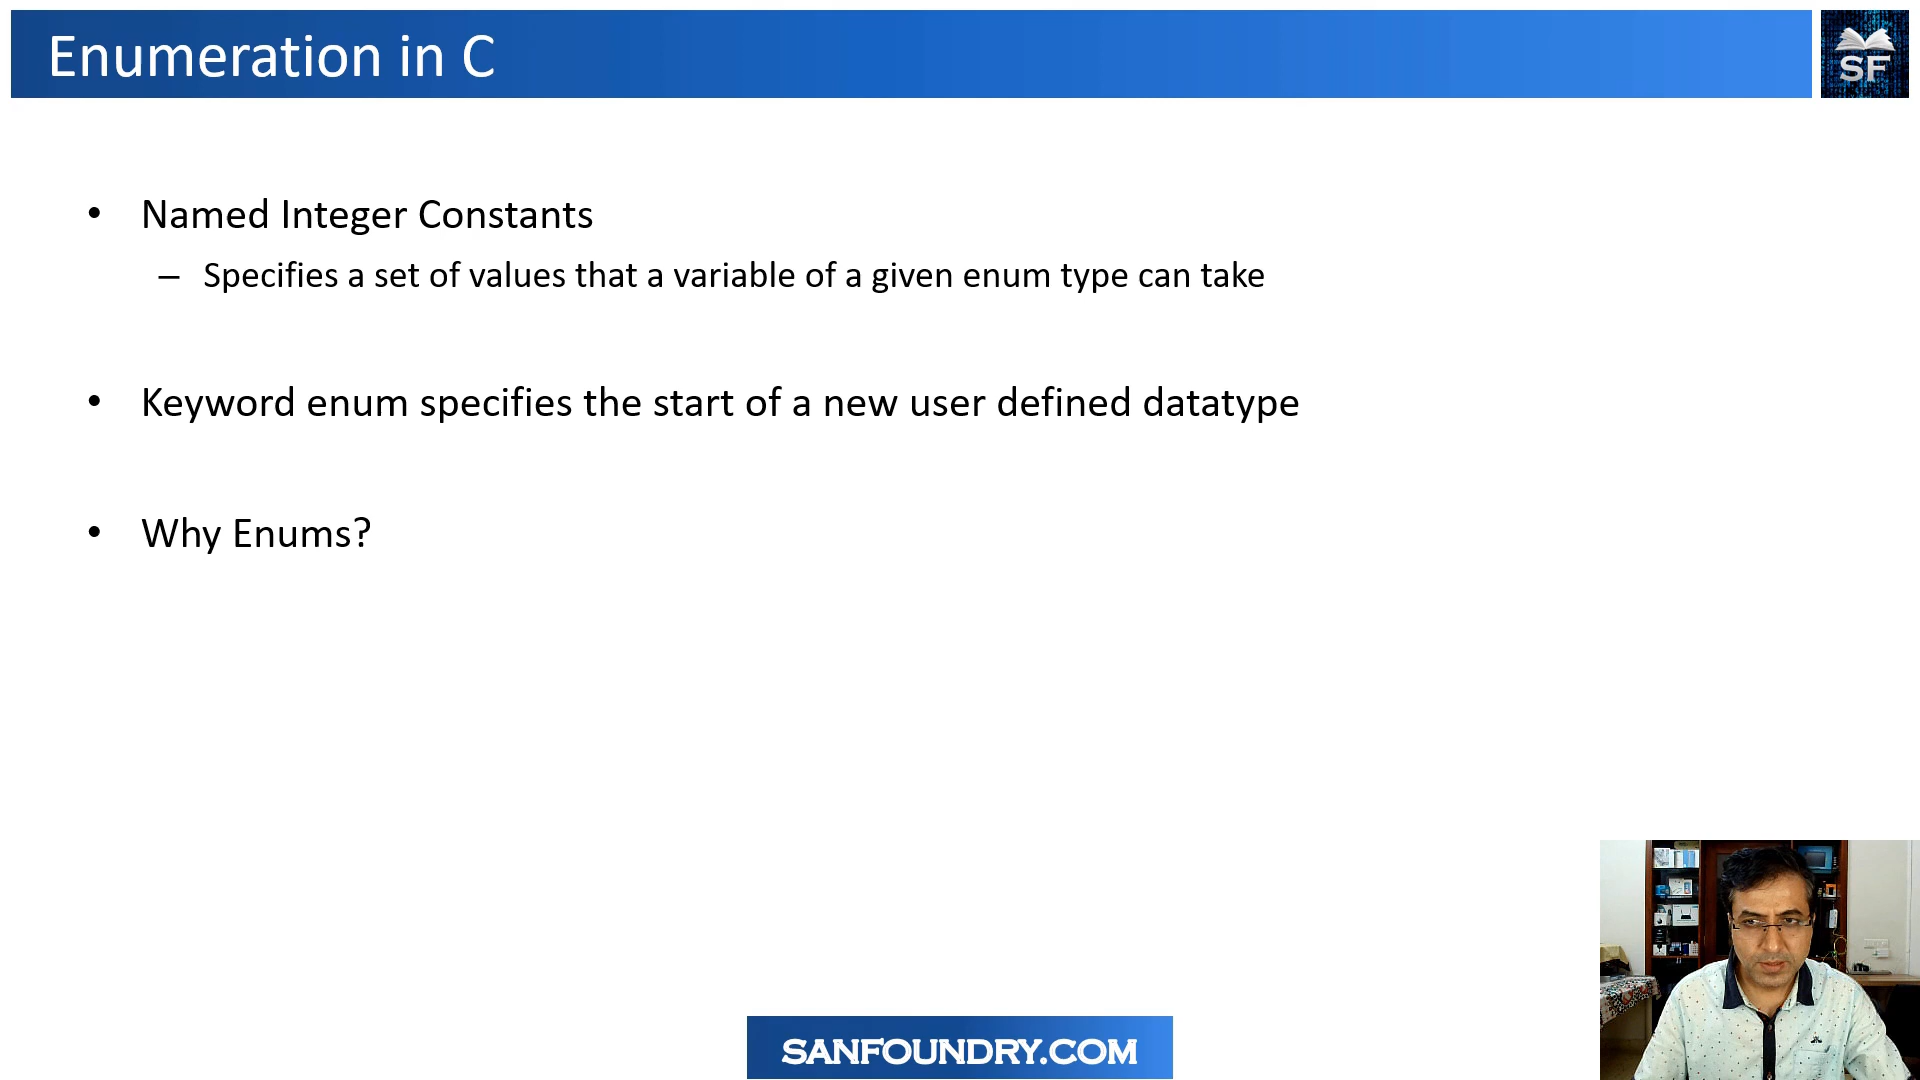 Enumeration in C
SF
• Named Integer Constants
– Specifies a set of values that a variable of a given enum type can take
• Keyword enum specifies the start of a new user defined datatype
• Why Enums?
SANFOUNDRY.COM